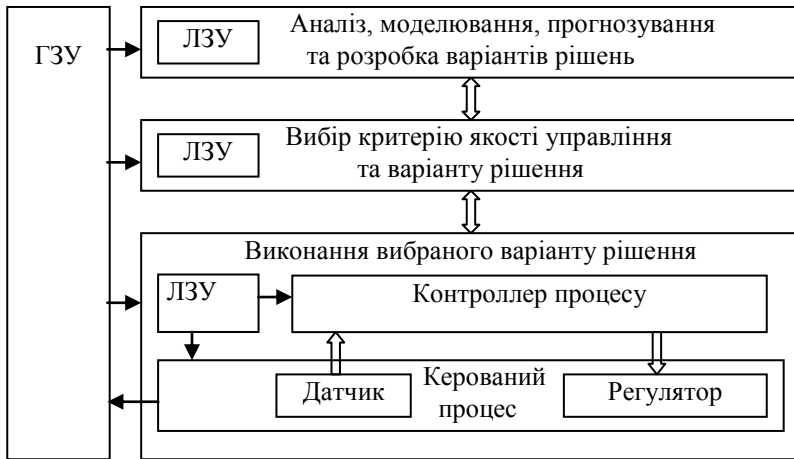 ГЗУ
ЛЗУ
Аналіз, моделювання, прогнозування
та розробка варіантів рішень
ЛЗУ
Вибір критерію якості управління
та варіанту рішення
Виконання вибраного варіанту рішення
ЛЗУ
Контроллер процесу
Датчик
Керований
процес
Регулятор